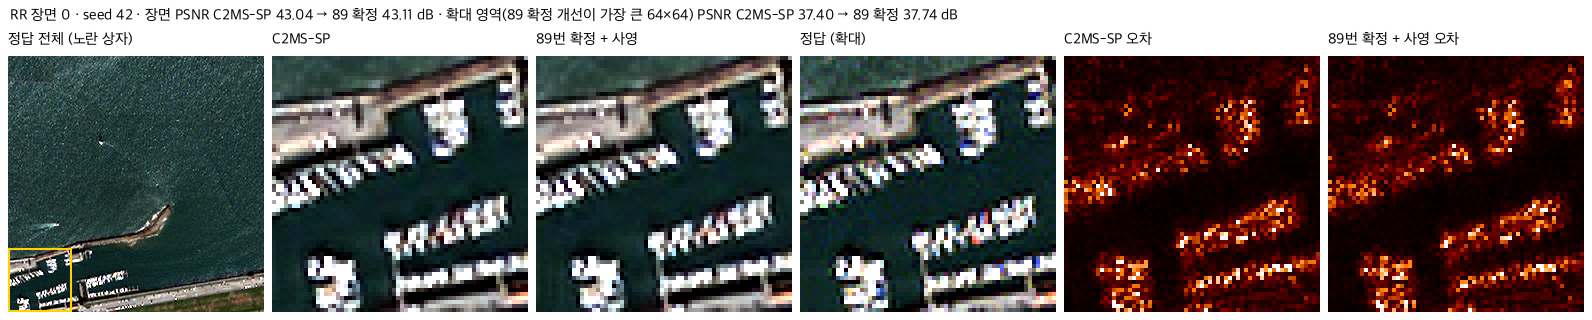 RR 장면 0 · seed 42 · 장면 PSNR C2MS-SP 43.04 → 89 확정 43.11 dB · 확대 영역(89 확정 개선이 가장 큰 64×64) PSNR C2MS-SP 37.40 → 89 확정 37.74 dB
정답 전체 (노란 상자)
C2MS-SP
89번 확정 + 사영
정답 (확대)
C2MS-SP 오차
89번 확정 + 사영 오차